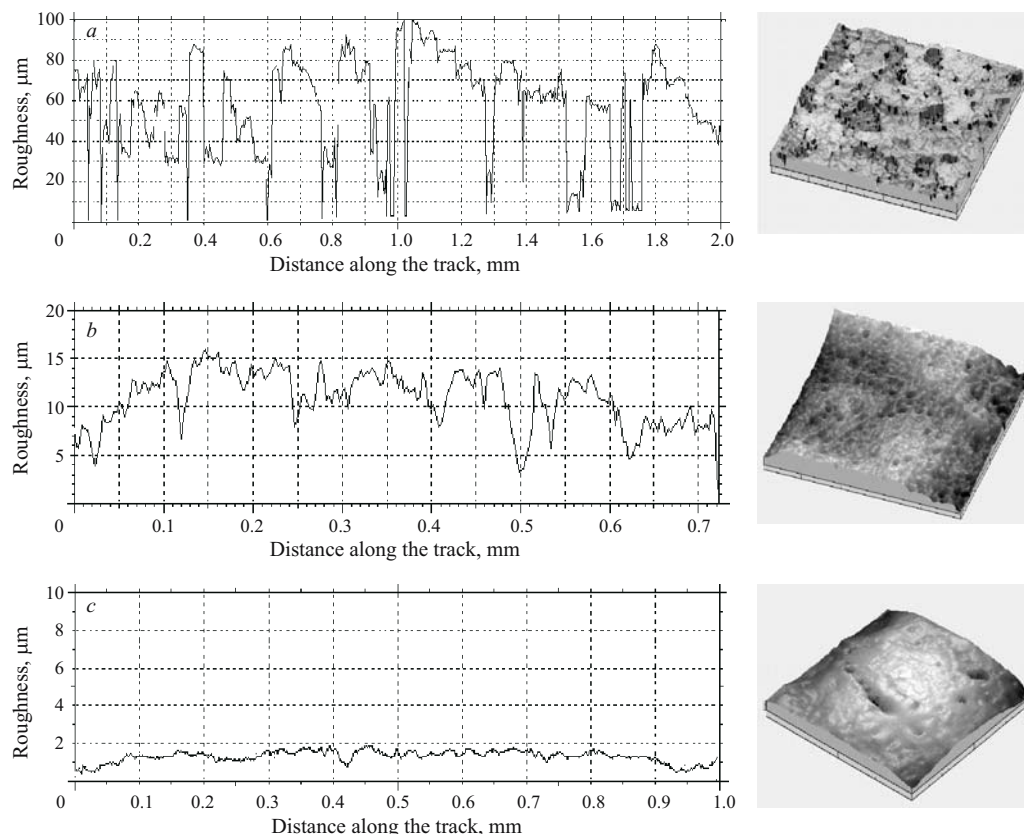 100
80
60
40
20
Roughness, μm
a
0 0.2 0.4 0.6 0.8 1.0 1.2 1.4 1.6 1.8 2.0
Distance along the track, mm
20
15
10
5
Roughness, μm
b
0 0.1 0.2 0.3 0.4 0.5 0.6 0.7
Distance along the track, mm
10
8
6
4
2
Roughness, μm
c
0 0.1 0.2 0.3 0.4 0.5 0.6 0.7 0.8 0.9 1.0
Distance along the track, mm